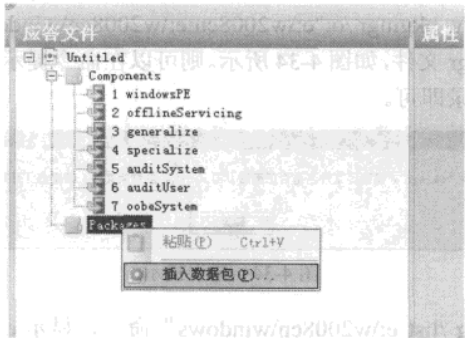 应答文件
属性
Untitled
Components
1 windowsPE
2 offlineServicing
3 generalize
4 specialize
5 auditSystem
6 auditUser
7 oobeSystem
Packages
粘贴(P) Ctrl+V
插入数据包(P)...